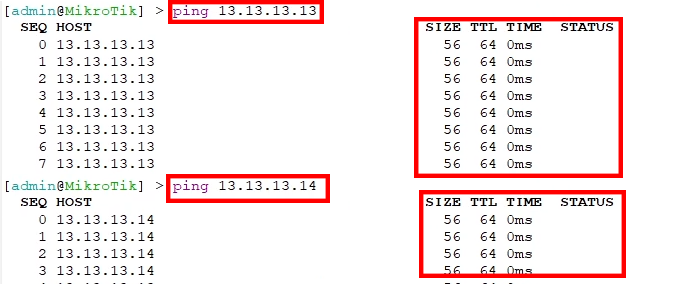 [admin@MikroTik] > ping 13.13.13.13
SEQ HOST SIZE TTL TIME STATUS
0 13.13.13.13 56 64 0ms
1 13.13.13.13 56 64 0ms
2 13.13.13.13 56 64 0ms
3 13.13.13.13 56 64 0ms
4 13.13.13.13 56 64 0ms
5 13.13.13.13 56 64 0ms
6 13.13.13.13 56 64 0ms
7 13.13.13.13 56 64 0ms
[admin@MikroTik] > ping 13.13.13.14
SEQ HOST SIZE TTL TIME STATUS
0 13.13.13.14 56 64 0ms
1 13.13.13.14 56 64 0ms
2 13.13.13.14 56 64 0ms
3 13.13.13.14 56 64 0ms